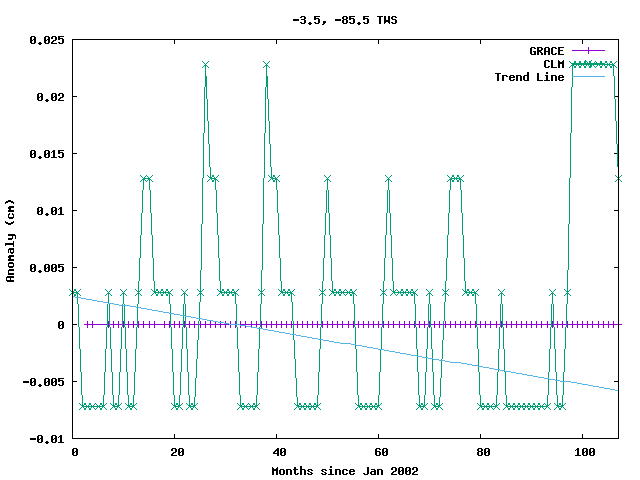 -3.5, -85.5 TWS
GRACE
CLM
Trend Line
0.025
0.02
0.015
0.01
0.005
0
-0.005
-0.01
Anomaly (cm)
0 20 40 60 80 100
Months since Jan 2002